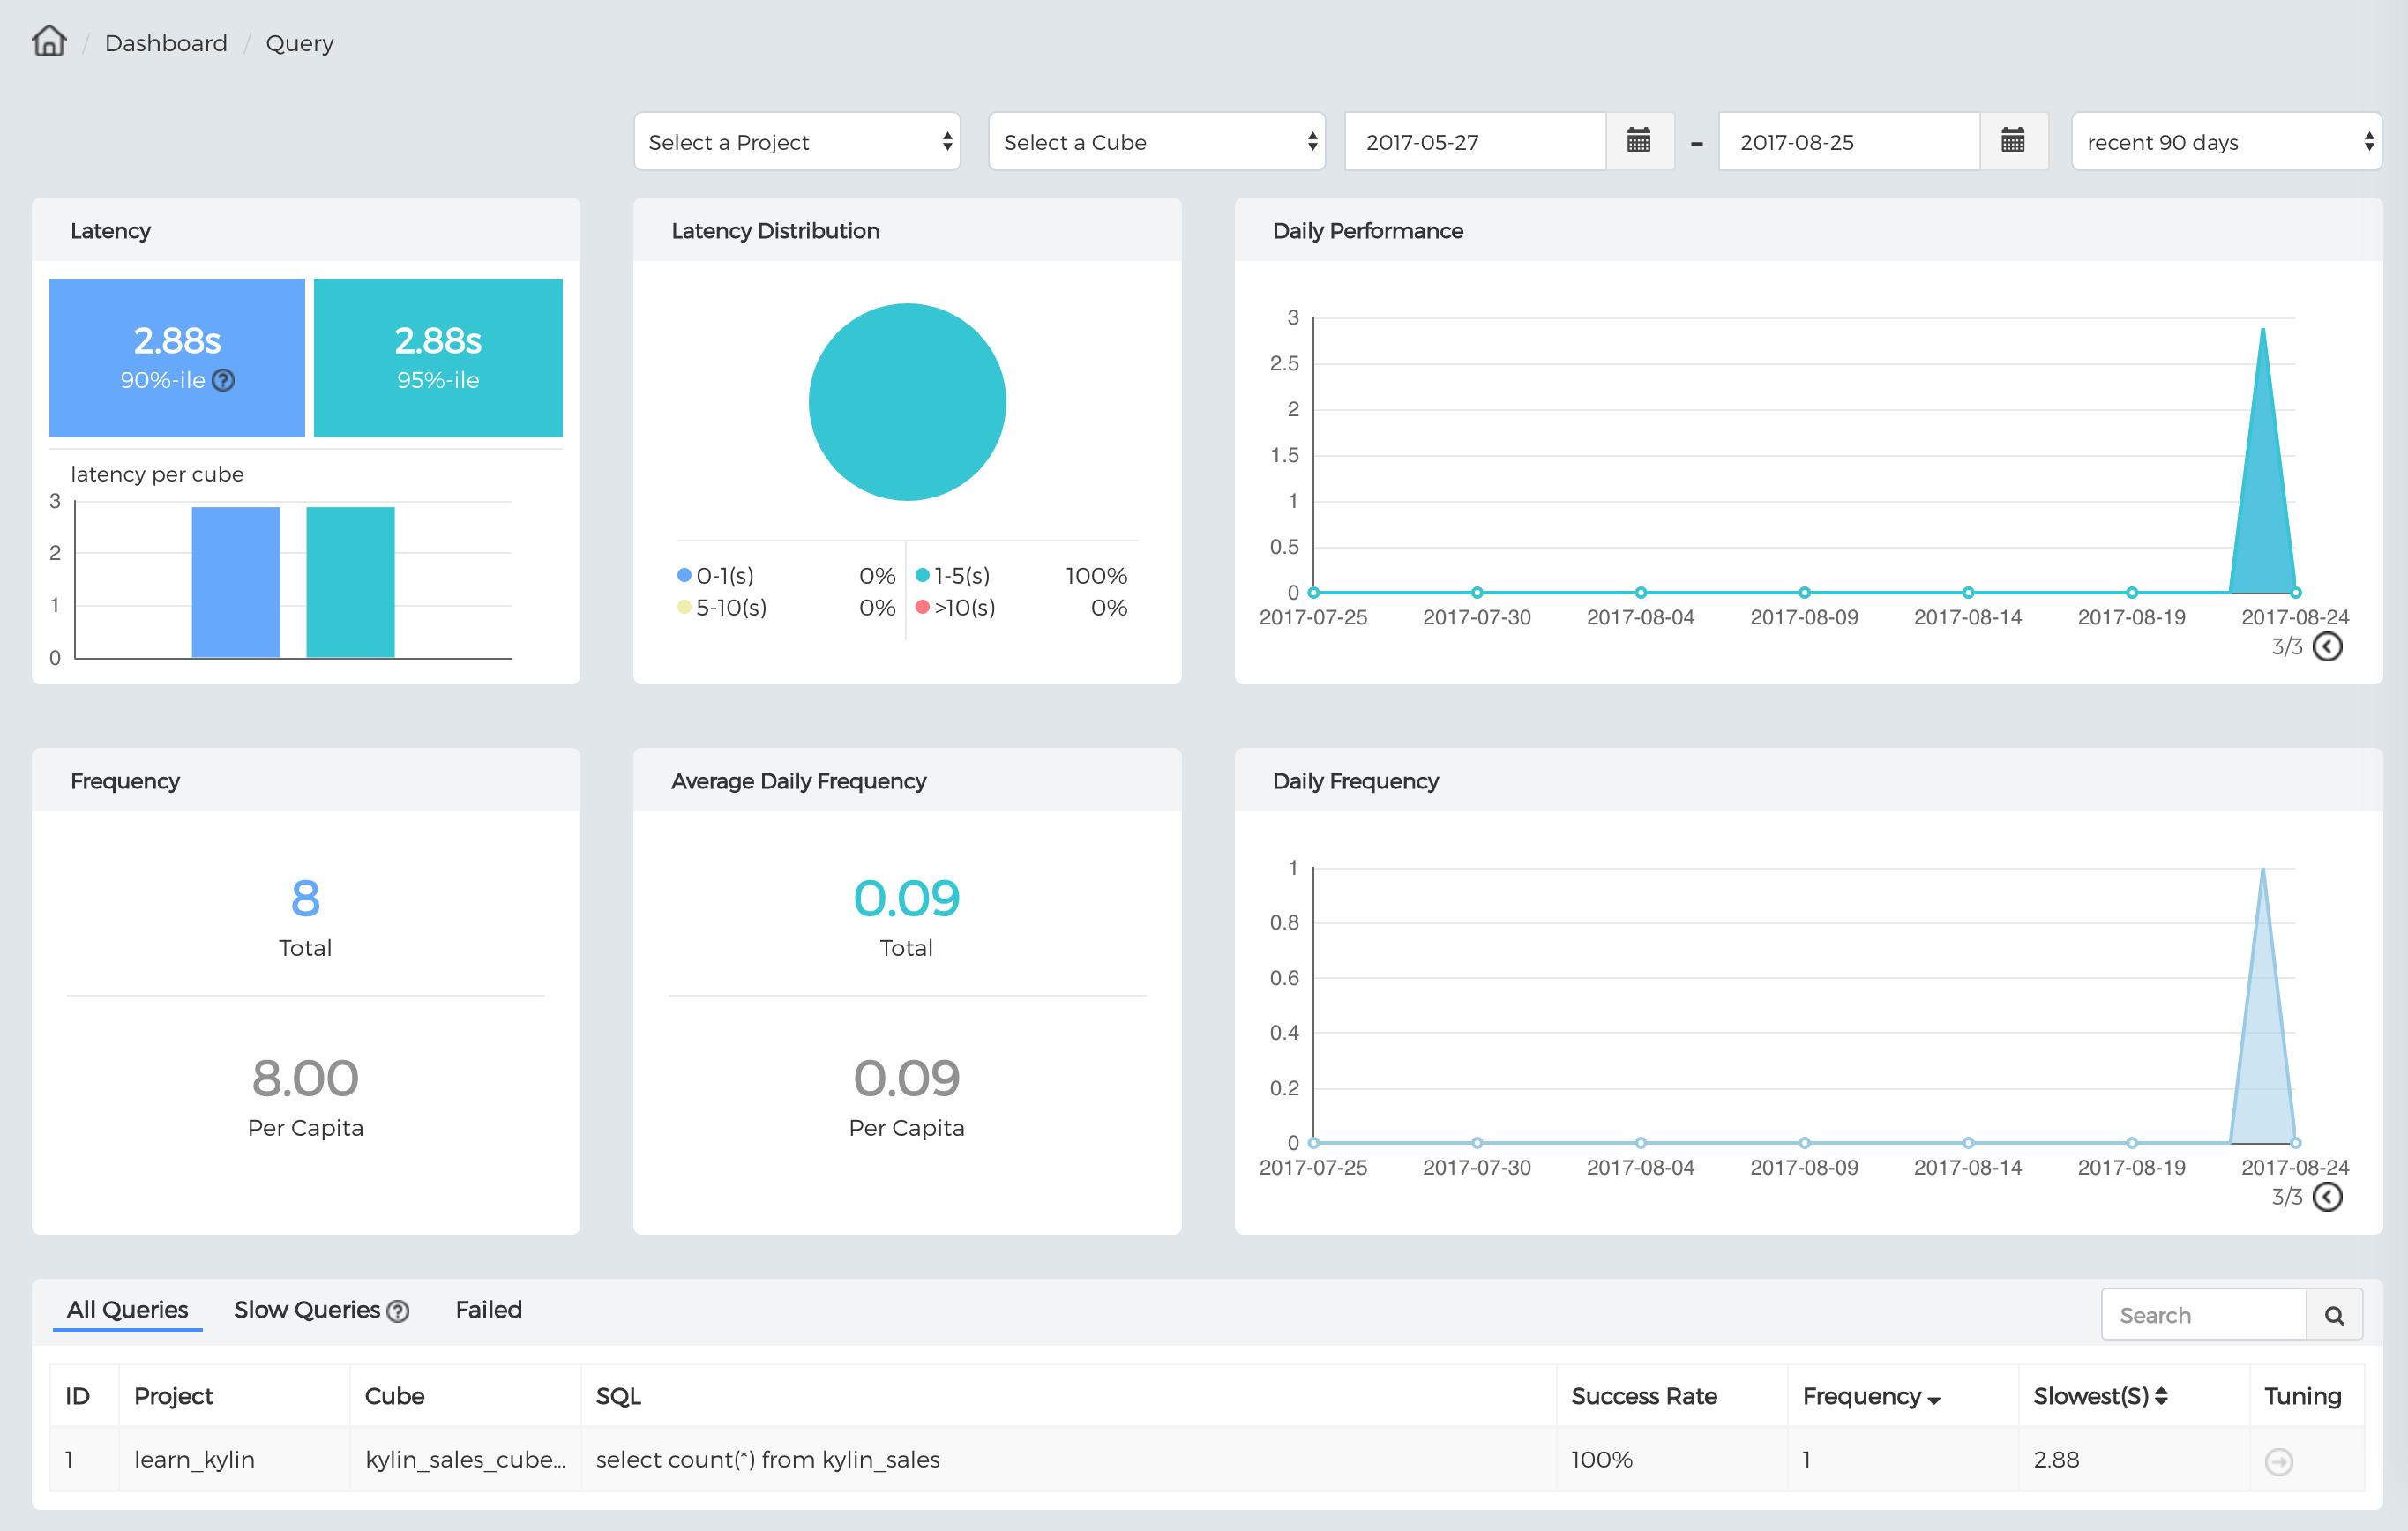 / Dashboard / Query
Select a Project
Select a Cube
2017-05-27 - 2017-08-25
recent 90 days
Latency
2.88s
90%-ile ?
2.88s
95%-ile
latency per cube
3
2
1
0
Latency Distribution
0-1(s) 0% 1-5(s) 100%
5-10(s) 0% >10(s) 0%
Daily Performance
3
2.5
2
1.5
1
0.5
0
2017-07-25 2017-07-30 2017-08-04 2017-08-09 2017-08-14 2017-08-19 2017-08-24
3/3
Frequency
8
Total
8.00
Per Capita
Average Daily Frequency
0.09
Total
0.09
Per Capita
Daily Frequency
1
0.8
0.6
0.4
0.2
0
2017-07-25 2017-07-30 2017-08-04 2017-08-09 2017-08-14 2017-08-19 2017-08-24
3/3
All Queries Slow Queries ? Failed Search
ID Project Cube SQL Success Rate Frequency Slowest(S) Tuning
1 learn_kylin kylin_sales_cube... select count(*) from kylin_sales 100% 1 2.88